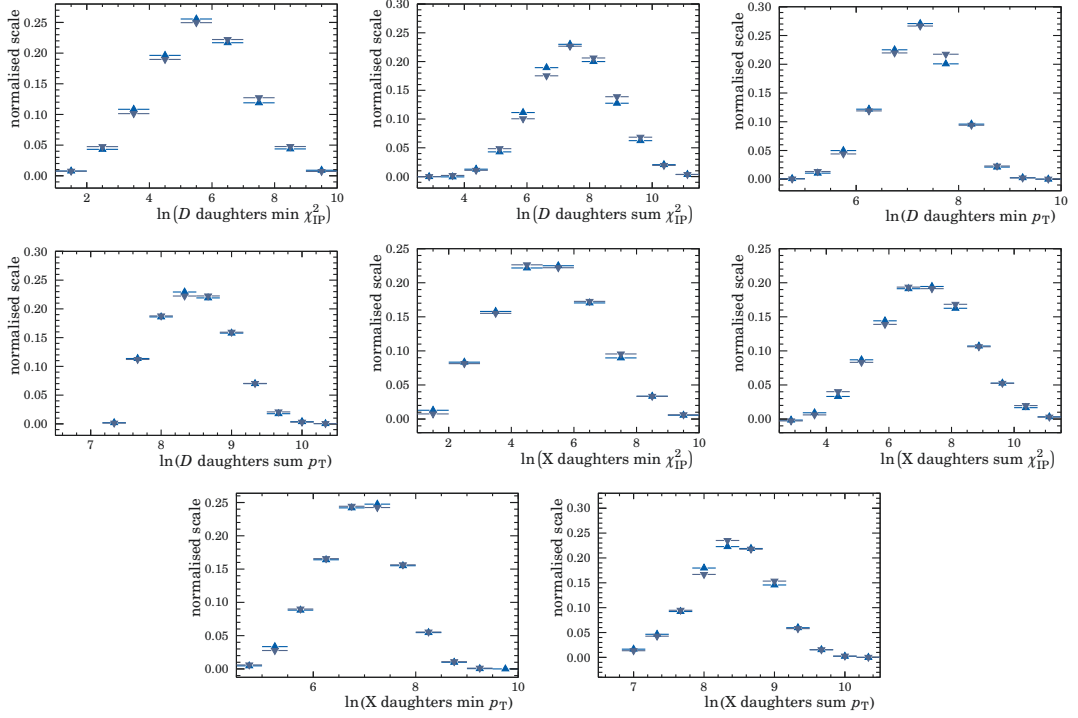 normalised scale
0.25
0.20
0.15
0.10
0.05
0.00
2 4 6 8 10
ln(D daughters min χ²_IP)
normalised scale
0.30
0.25
0.20
0.15
0.10
0.05
0.00
4 6 8 10
ln(D daughters sum χ²_IP)
normalised scale
0.30
0.25
0.20
0.15
0.10
0.05
0.00
6 8 10
ln(D daughters min p_T)
normalised scale
0.30
0.25
0.20
0.15
0.10
0.05
0.00
7 8 9 10
ln(D daughters sum p_T)
normalised scale
0.25
0.20
0.15
0.10
0.05
0.00
2 4 6 8 10
ln(X daughters min χ²_IP)
normalised scale
0.25
0.20
0.15
0.10
0.05
0.00
4 6 8 10
ln(X daughters sum χ²_IP)
normalised scale
0.25
0.20
0.15
0.10
0.05
0.00
6 8 10
ln(X daughters min p_T)
normalised scale
0.30
0.25
0.20
0.15
0.10
0.05
0.00
7 8 9 10
ln(X daughters sum p_T)